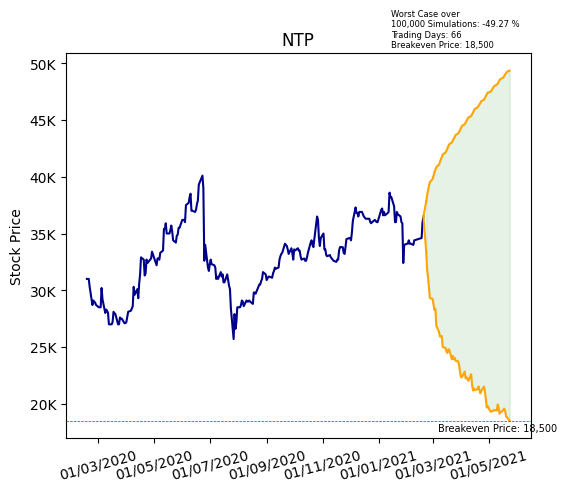 Worst Case over
100,000 Simulations: -49.27 %
Trading Days: 66
Breakeven Price: 18,500
NTP
50K
45K
40K
35K
30K
25K
20K
Stock Price
Breakeven Price: 18,500
01/03/2020 01/05/2020 01/07/2020 01/09/2020 01/11/2020 01/01/2021 01/03/2021 01/05/2021